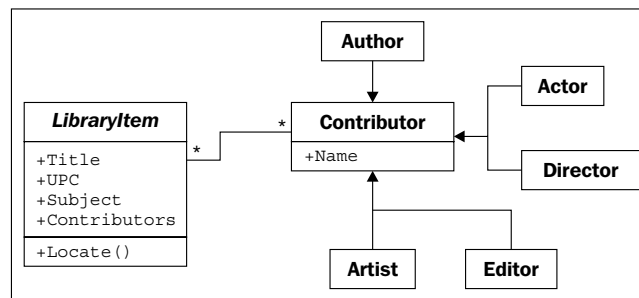 Author
Actor
LibraryItem
* *
Contributor
+Name
+Title
+UPC
+Subject
+Contributors
+Locate()
Director
Artist
Editor